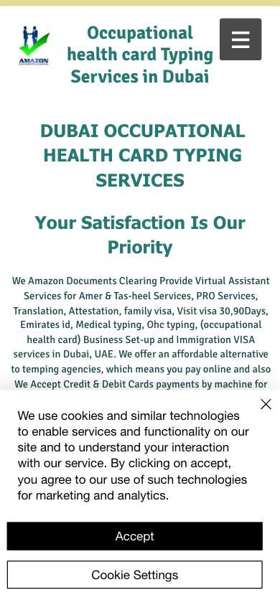 Occupational
health card Typing
Services in Dubai
AMAZON
DUBAI OCCUPATIONAL
HEALTH CARD TYPING
SERVICES
Your Satisfaction Is Our
Priority
We Amazon Documents Clearing Provide Virtual Assistant
Services for Amer & Tas-heel Services, PRO Services,
Translation, Attestation, family visa, Visit visa 30,90Days,
Emirates id, Medical typing, Ohc typing, (occupational
health card) Business Set-up and Immigration VISA
services in Dubai, UAE. We offer an affordable alternative
to temping agencies, which means you pay online and also
We Accept Credit & Debit Cards payments by machine for
We use cookies and similar technologies
to enable services and functionality on our
site and to understand your interaction
with our service. By clicking on accept,
you agree to our use of such technologies
for marketing and analytics.
Accept
Cookie Settings